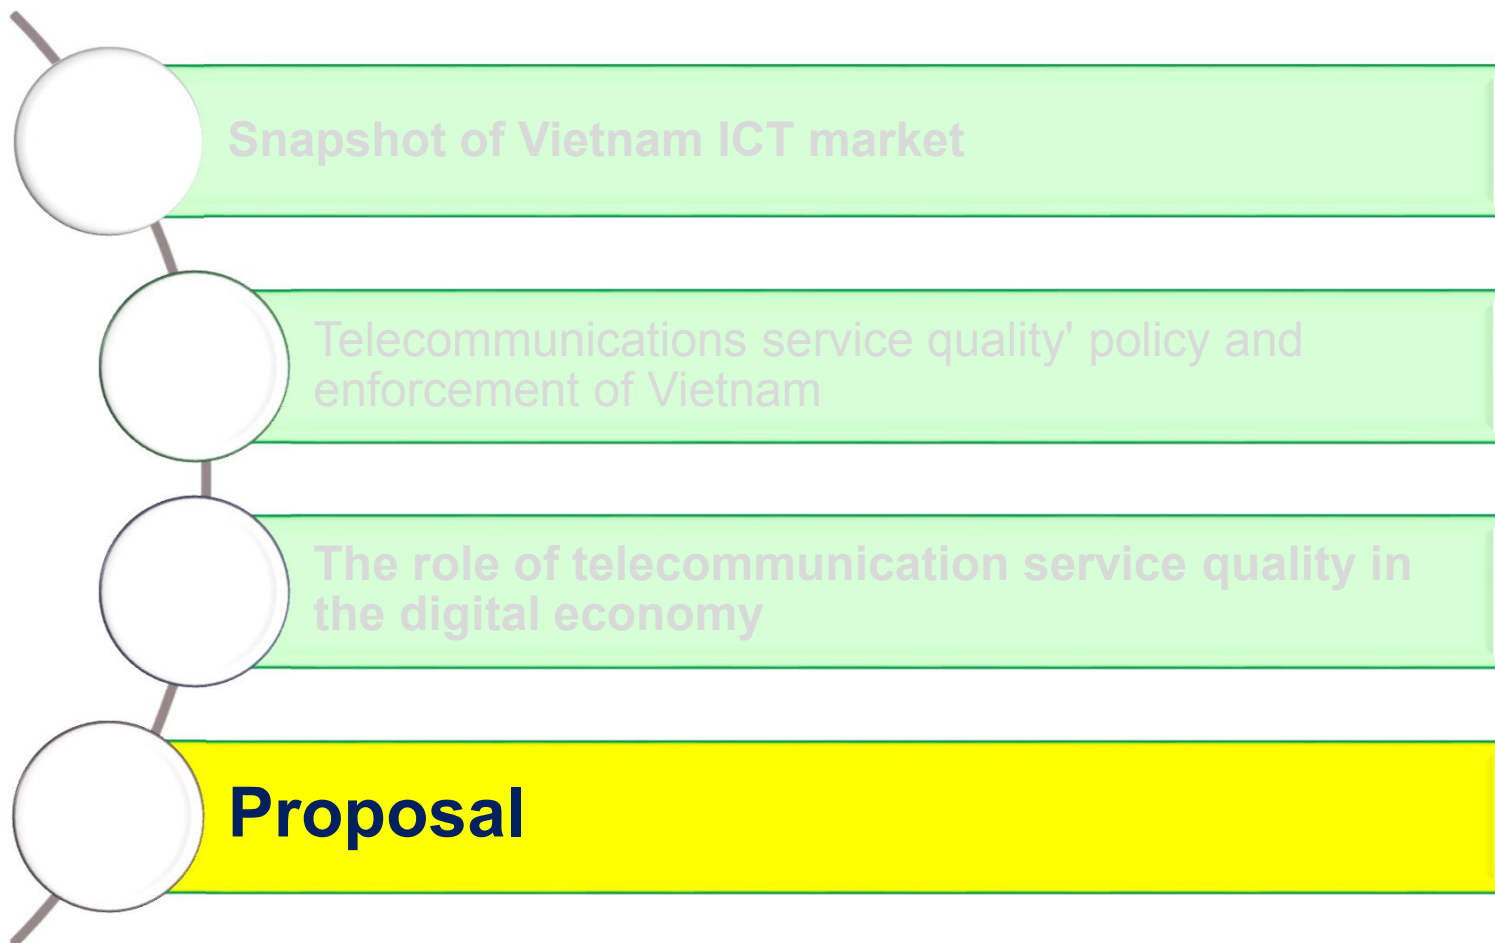 Snapshot of Vietnam ICT market
Telecommunications service quality' policy and
enforcement of Vietnam
The role of telecommunication service quality in
the digital economy
Proposal